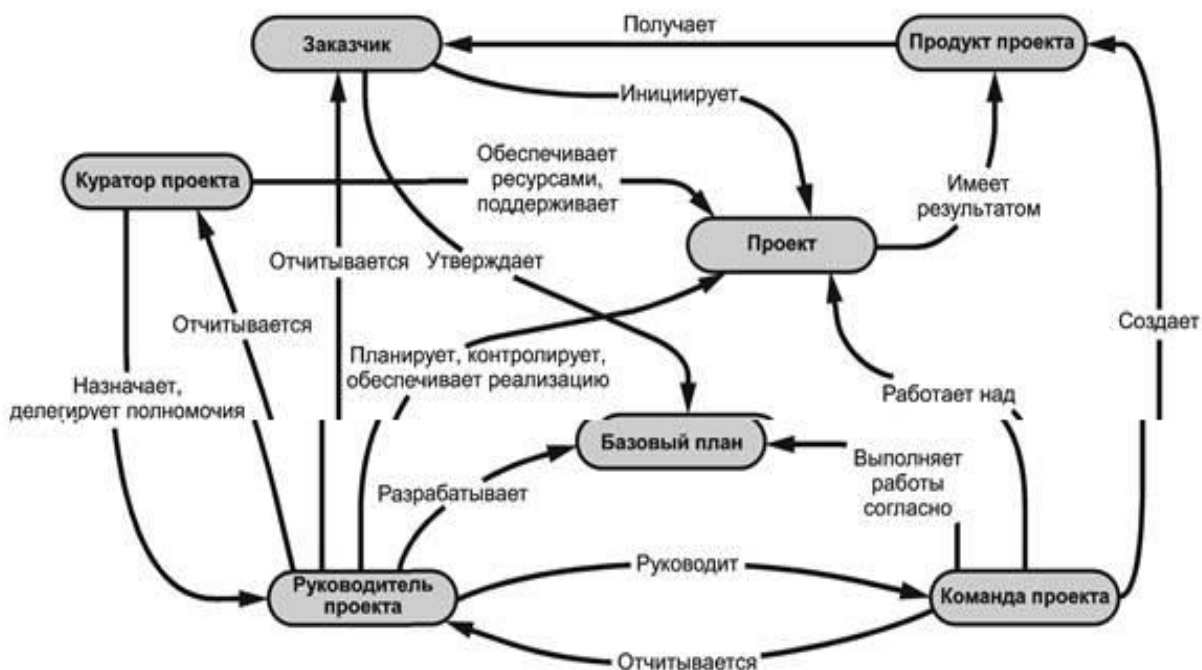 Получает
Заказчик
Продукт проекта
Инициирует
Обеспечивает
ресурсами,
поддерживает
Куратор проекта
Имеет
результатом
Проект
Отчитывается
Утверждает
Отчитывается
Создает
Планирует, контролирует,
обеспечивает реализацию
Назначает,
делегирует полномочия
Работает над
Базовый план
Выполняет
работы
согласно
Разрабатывает
Руководит
Руководитель
проекта
Команда проекта
Отчитывается